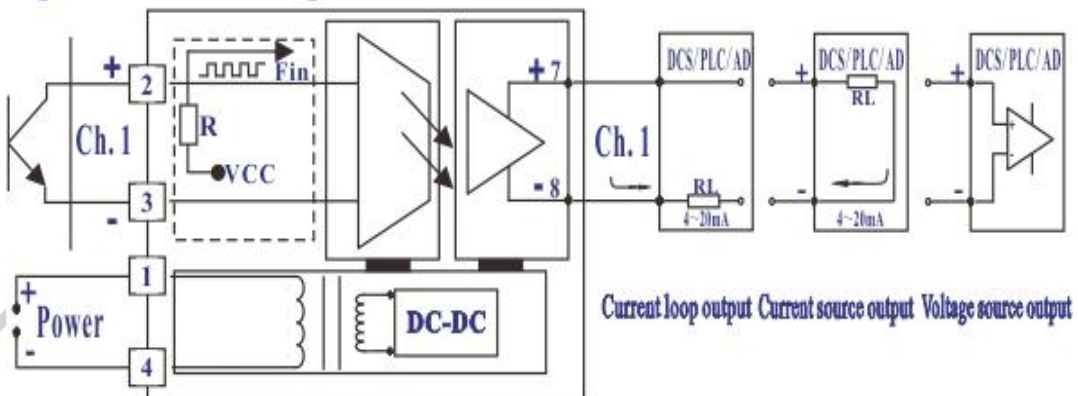 +
2
Fin
R
Ch. 1
VCC
3
-
1
+
Power
-
4
DC-DC
+ 7
- 8
Ch. 1
DCS/PLC/AD
RL
4~20mA
+
DCS/PLC/AD
RL
-
4~20mA
+
DCS/PLC/AD
+
-
-
Current loop output
Current source output
Voltage source output